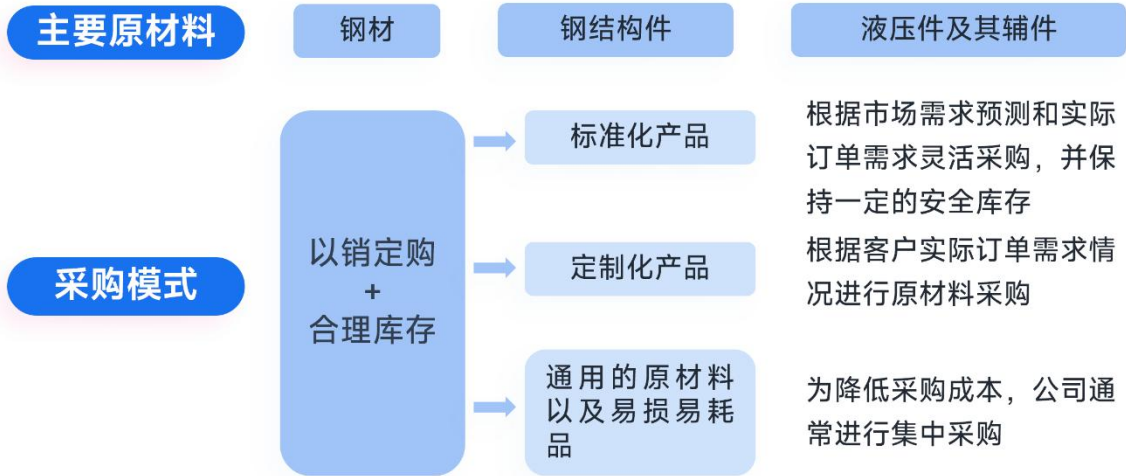 主要原材料
钢材
钢结构件
液压件及其辅件
采购模式
以销定购
+
合理库存
标准化产品
根据市场需求预测和实际
订单需求灵活采购，并保
持一定的安全库存
定制化产品
根据客户实际订单需求情
况进行原材料采购
通用的原材料
以及易损易耗
品
为降低采购成本，公司通
常进行集中采购